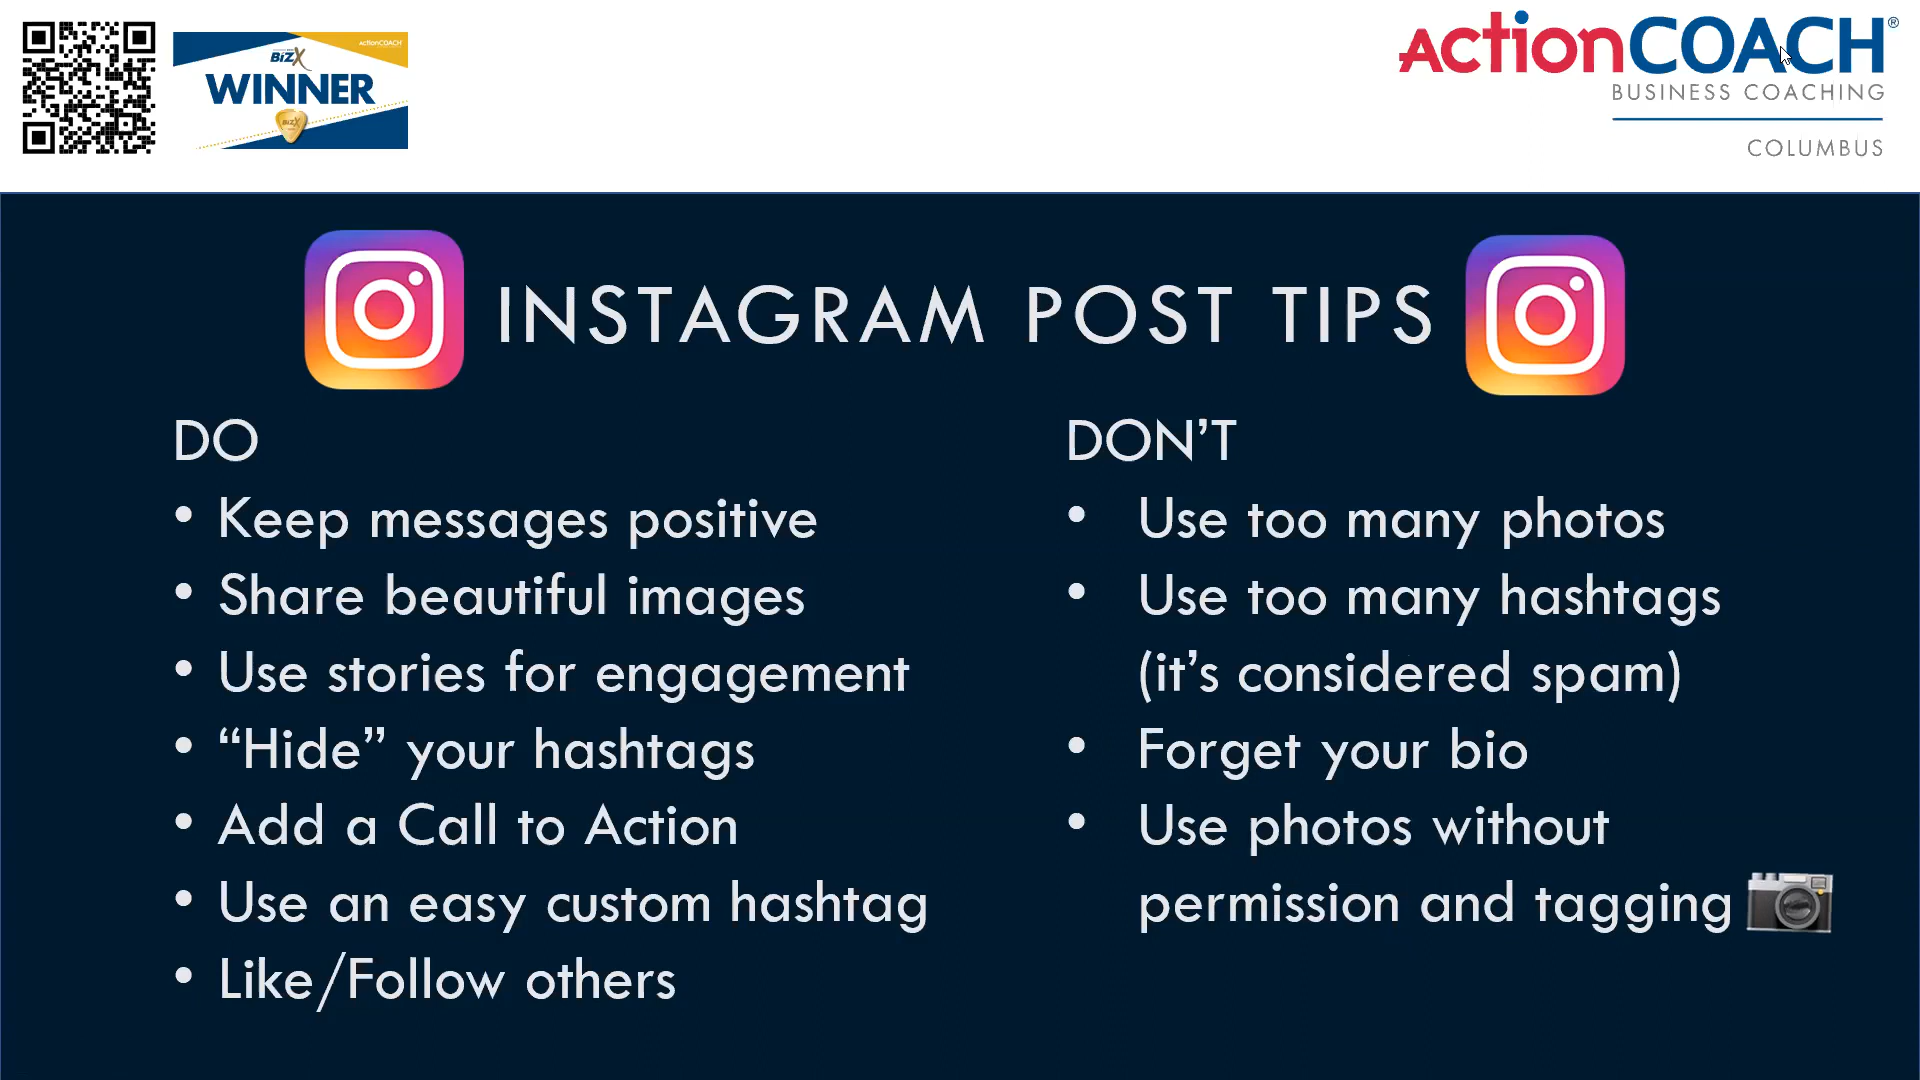 actionCOACH
BizX
WINNER
BizX
ActionCOACH®
BUSINESS COACHING
COLUMBUS
INSTAGRAM POST TIPS
DO
• Keep messages positive
• Share beautiful images
• Use stories for engagement
• “Hide” your hashtags
• Add a Call to Action
• Use an easy custom hashtag
• Like/Follow others
DON’T
• Use too many photos
• Use too many hashtags
(it’s considered spam)
• Forget your bio
• Use photos without
permission and tagging